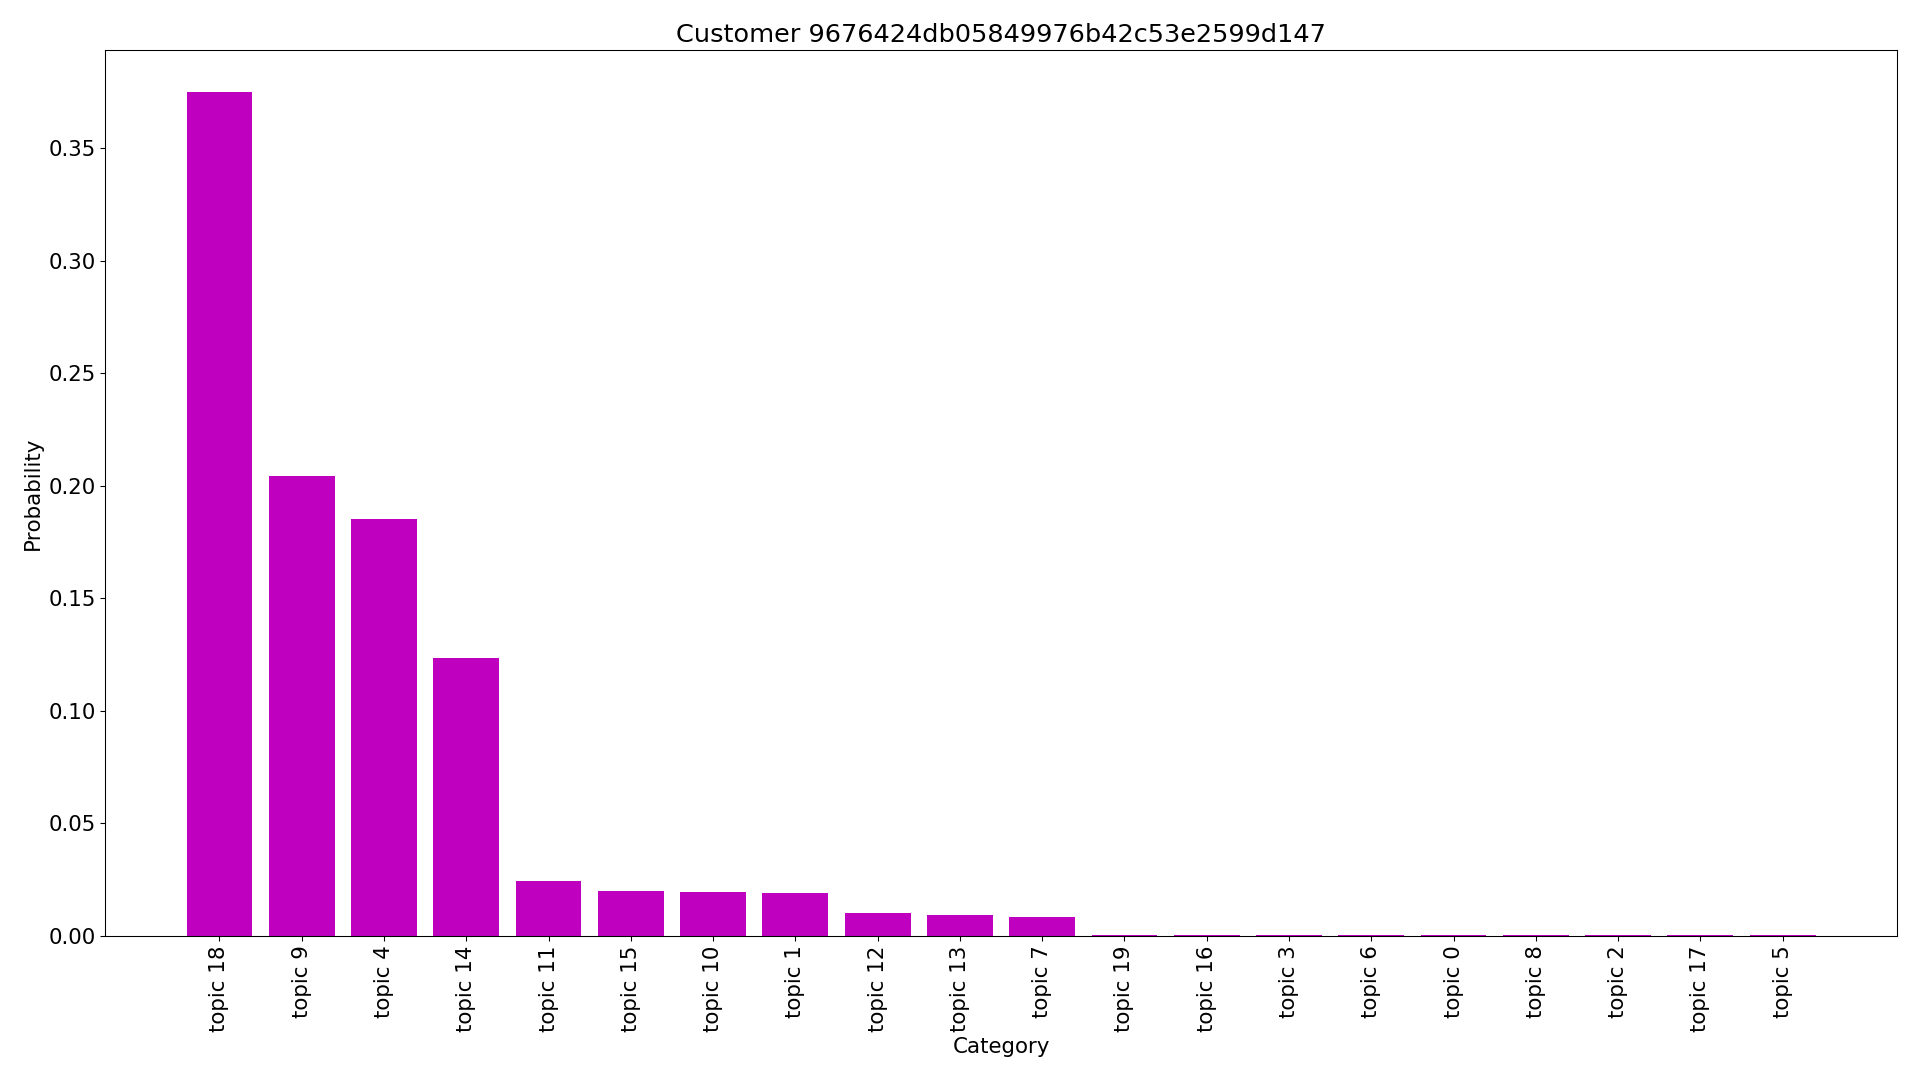 Customer 9676424db05849976b42c53e2599d147
0.35
0.30
0.25
0.20
0.15
0.10
0.05
0.00
Probability
topic 18
topic 9
topic 4
topic 14
topic 11
topic 15
topic 10
topic 1
topic 12
topic 13
topic 7
topic 19
topic 16
topic 3
topic 6
topic 0
topic 8
topic 2
topic 17
topic 5
Category